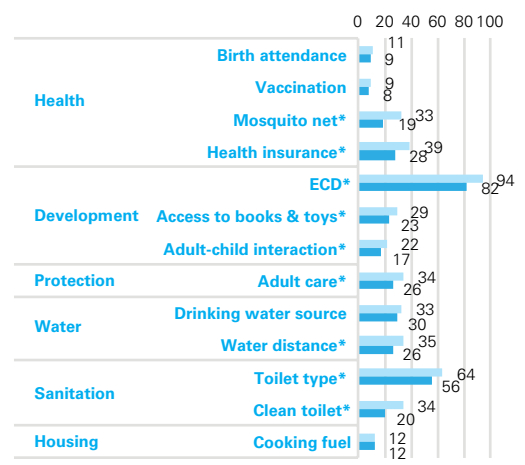 0 20 40 60 80 100
Health
Birth attendance 11
9
Vaccination 9
8
Mosquito net* 33
19
Health insurance* 39
28
Development
ECD* 94
82
Access to books & toys* 29
23
Adult-child interaction* 22
17
Protection
Adult care* 34
26
Water
Drinking water source 33
30
Water distance* 35
26
Sanitation
Toilet type* 64
56
Clean toilet* 34
20
Housing
Cooking fuel 12
12